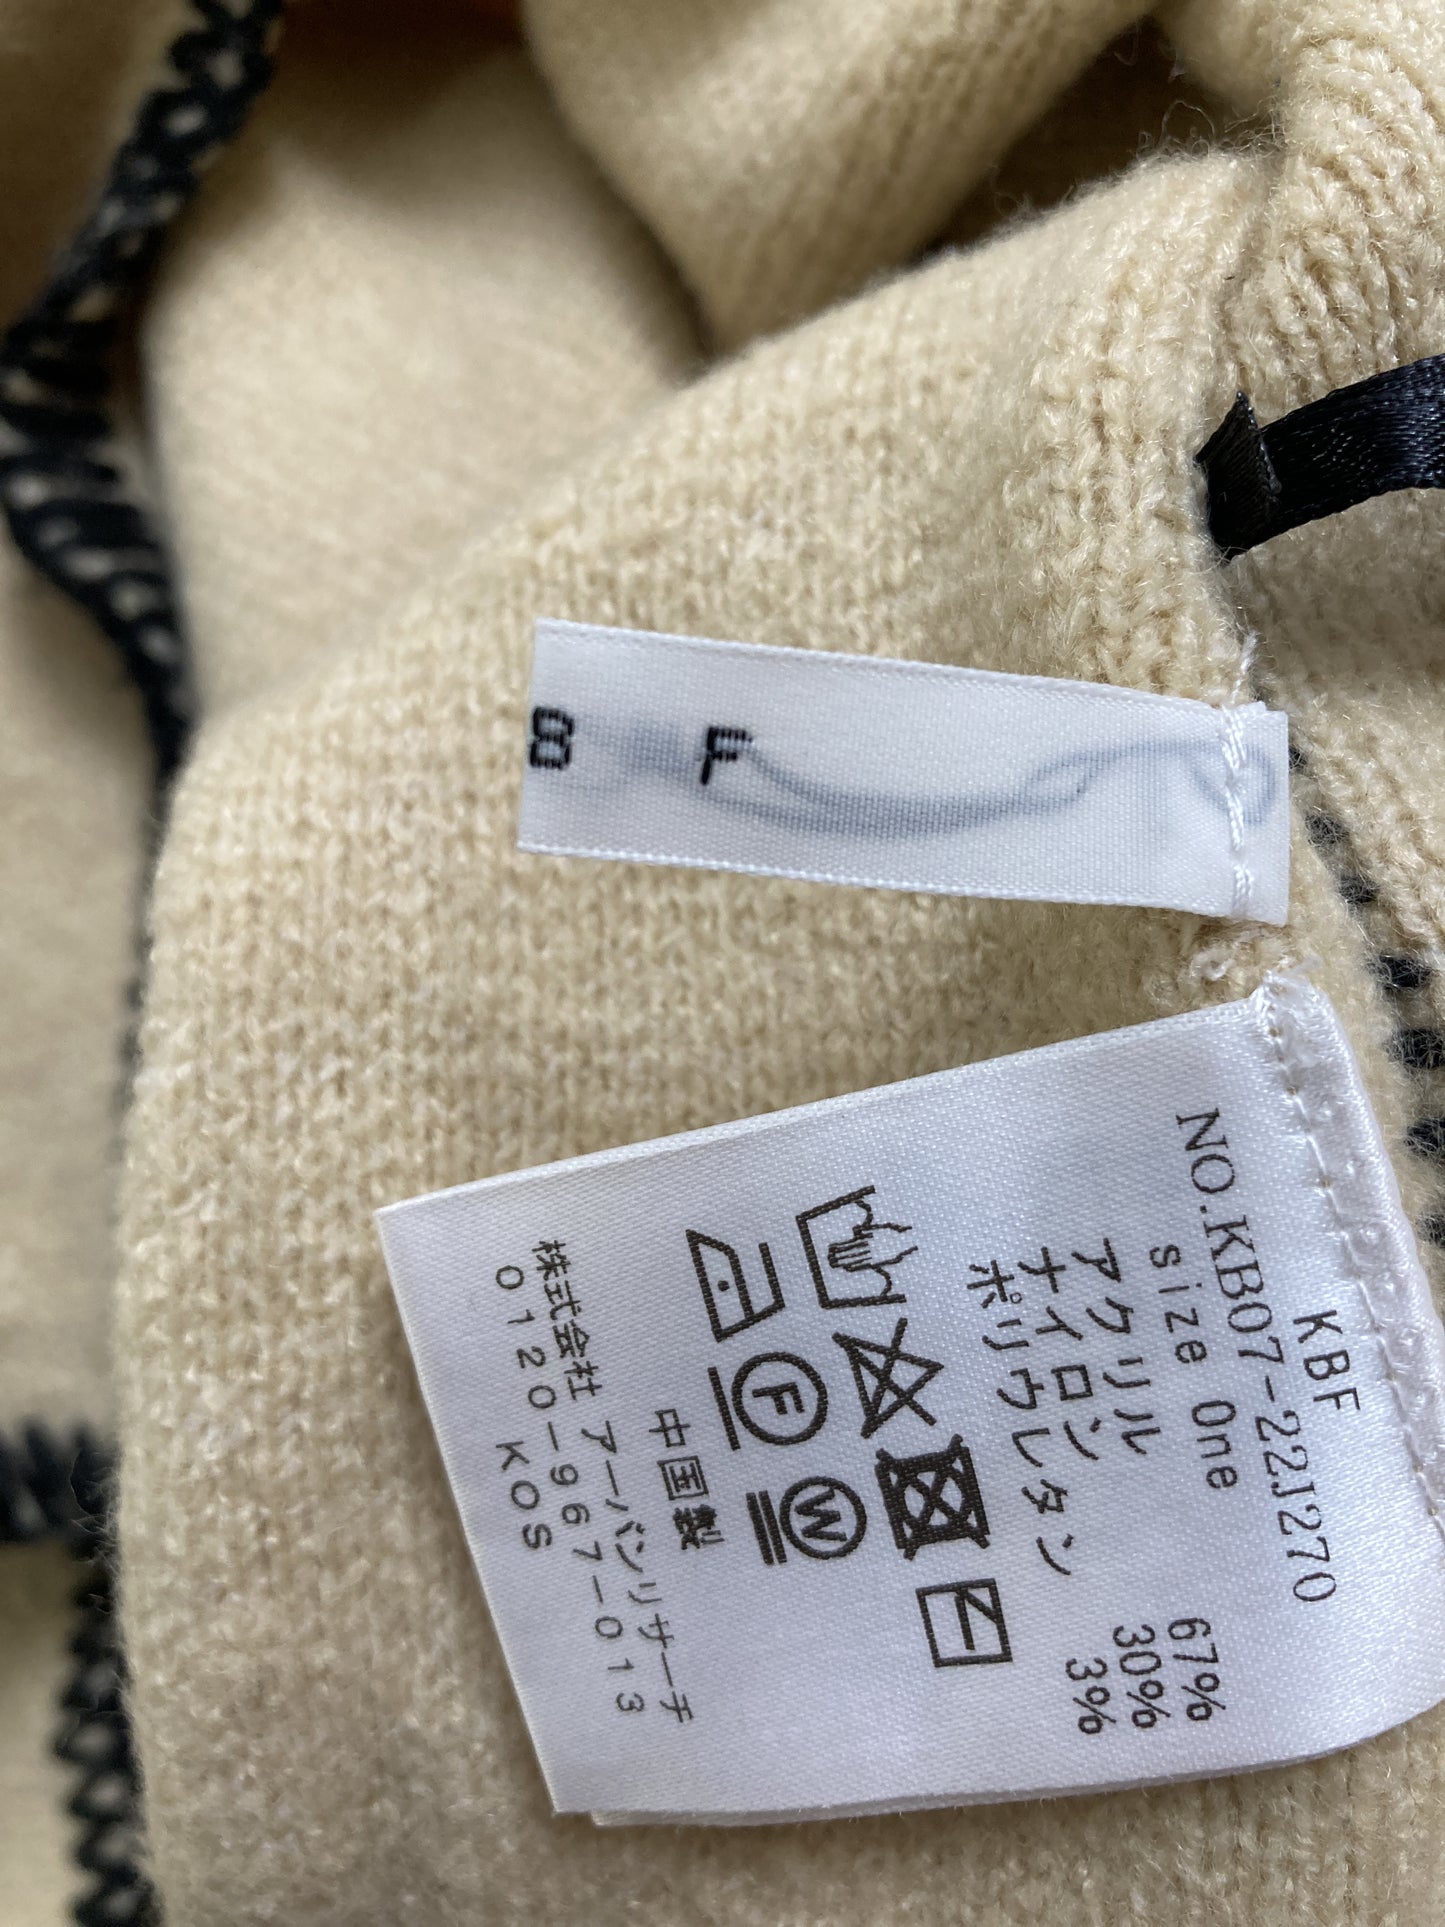 8 F
KBF
NO.KB07-22J270
size One
アクリル 67%
ナイロン 30%
ポリウレタン 3%
F W
中国製
株式会社 アーバンリサーチ
0120-967-013
KOS